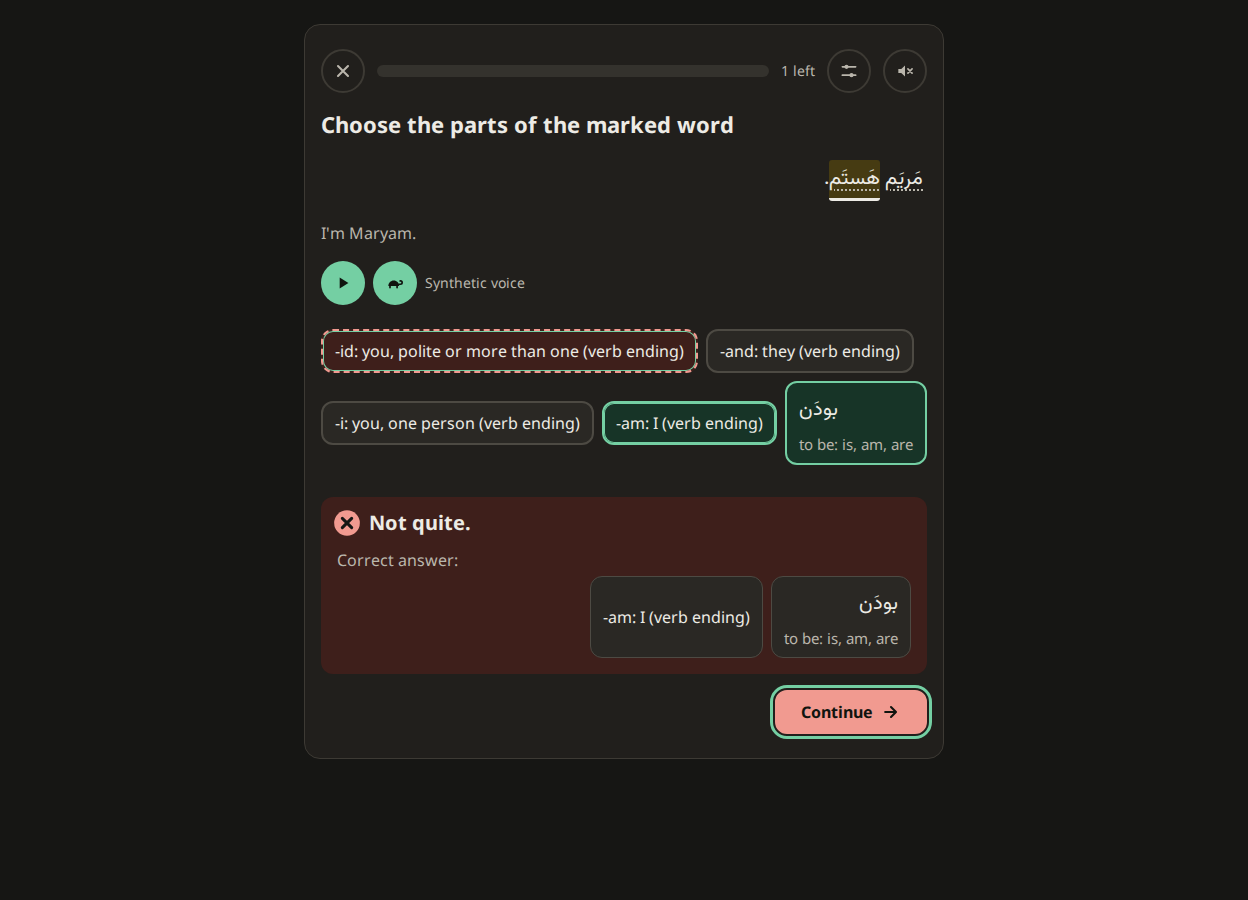 1 left
Choose the parts of the marked word
مَریَم هَستَم.
I'm Maryam.
Synthetic voice
-id: you, polite or more than one (verb ending)
-and: they (verb ending)
-i: you, one person (verb ending)
-am: I (verb ending)
بودَن
to be: is, am, are
Not quite.
Correct answer:
بودَن
to be: is, am, are
-am: I (verb ending)
Continue